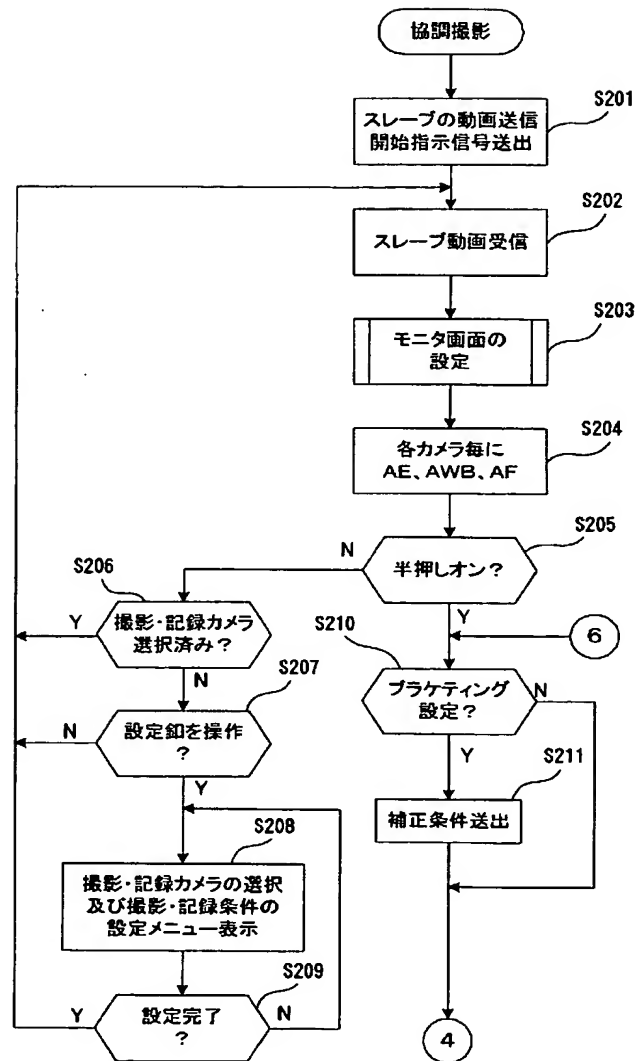 協調撮影
S201
スレーブの動画送信
開始指示信号送出
S202
スレーブ動画受信
S203
モニタ画面の
設定
S204
各カメラ毎に
AE、AWB、AF
S205
半押しオン?
N
Y
S206
撮影・記録カメラ
選択済み?
Y
N
S207
設定釦を操作
?
N
Y
S208
撮影・記録カメラの選択
及び撮影・記録条件の
設定メニュー表示
S209
設定完了
?
Y
N
6
S210
ブラケティング
設定?
N
Y
S211
補正条件送出
4